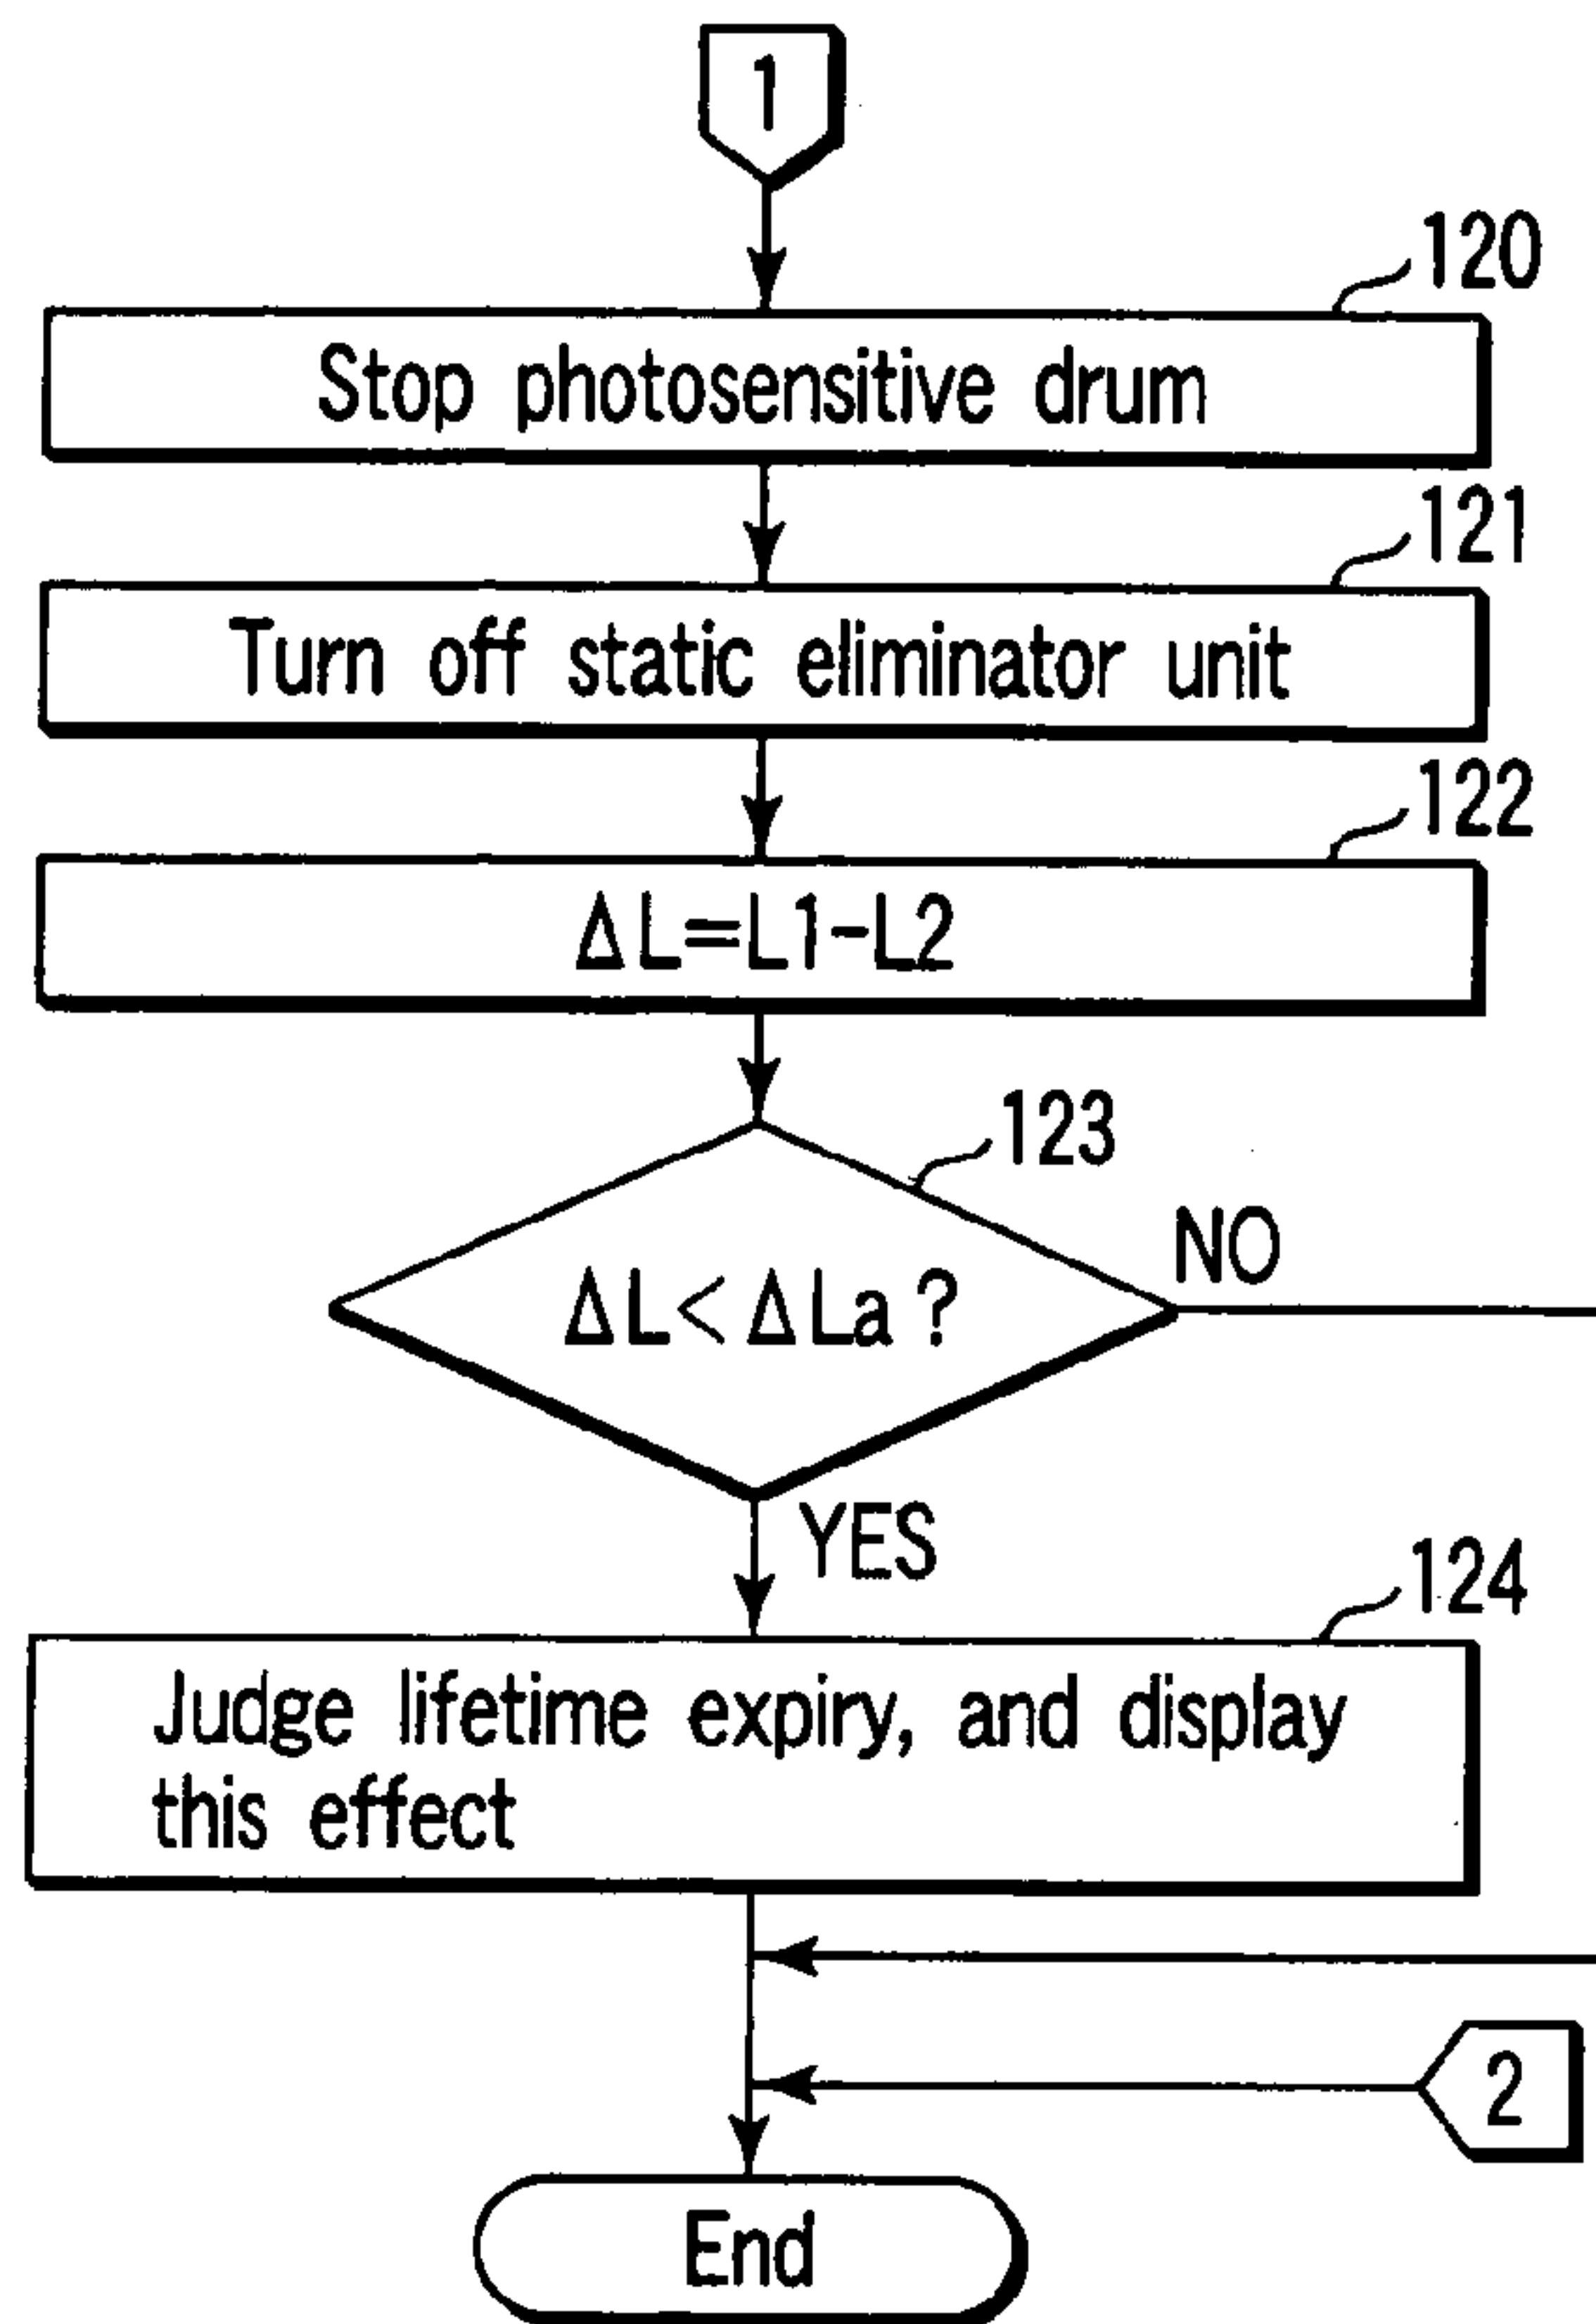 1
120
Stop photosensitive drum
121
Turn off static eliminator unit
122
ΔL=L1-L2
123
NO
ΔL< ΔLa ?
YES
124
Judge lifetime expiry, and display
this effect
2
End